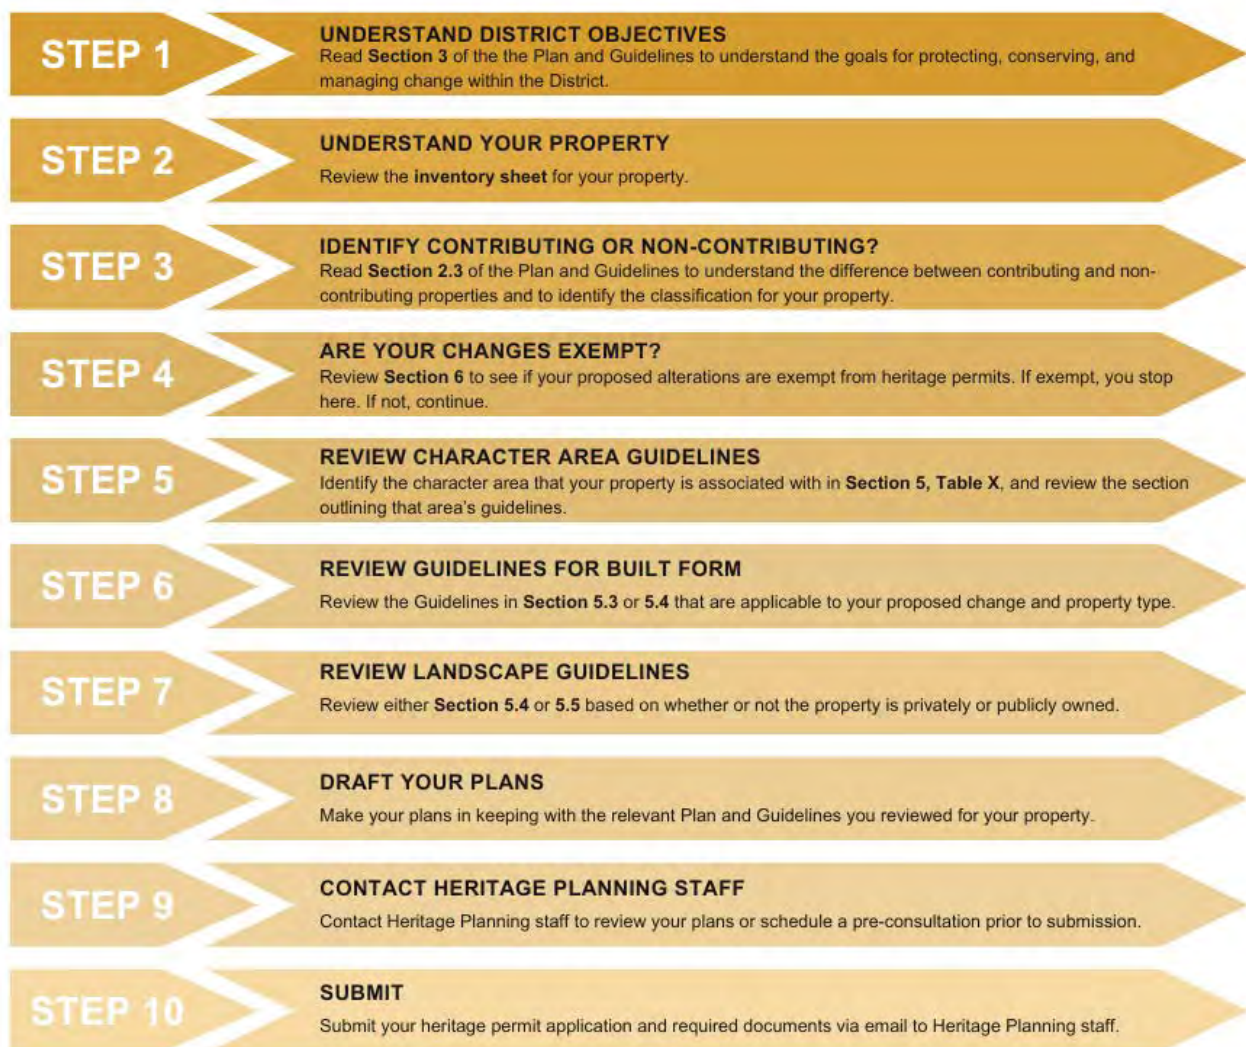 STEP 1
UNDERSTAND DISTRICT OBJECTIVES
Read Section 3 of the the Plan and Guidelines to understand the goals for protecting, conserving, and
managing change within the District.
STEP 2
UNDERSTAND YOUR PROPERTY
Review the inventory sheet for your property.
STEP 3
IDENTIFY CONTRIBUTING OR NON-CONTRIBUTING?
Read Section 2.3 of the Plan and Guidelines to understand the difference between contributing and non-
contributing properties and to identify the classification for your property.
STEP 4
ARE YOUR CHANGES EXEMPT?
Review Section 6 to see if your proposed alterations are exempt from heritage permits. If exempt, you stop
here. If not, continue.
STEP 5
REVIEW CHARACTER AREA GUIDELINES
Identify the character area that your property is associated with in Section 5, Table X, and review the section
outlining that area's guidelines.
STEP 6
REVIEW GUIDELINES FOR BUILT FORM
Review the Guidelines in Section 5.3 or 5.4 that are applicable to your proposed change and property type.
STEP 7
REVIEW LANDSCAPE GUIDELINES
Review either Section 5.4 or 5.5 based on whether or not the property is privately or publicly owned.
STEP 8
DRAFT YOUR PLANS
Make your plans in keeping with the relevant Plan and Guidelines you reviewed for your property.
STEP 9
CONTACT HERITAGE PLANNING STAFF
Contact Heritage Planning staff to review your plans or schedule a pre-consultation prior to submission.
STEP 10
SUBMIT
Submit your heritage permit application and required documents via email to Heritage Planning staff.